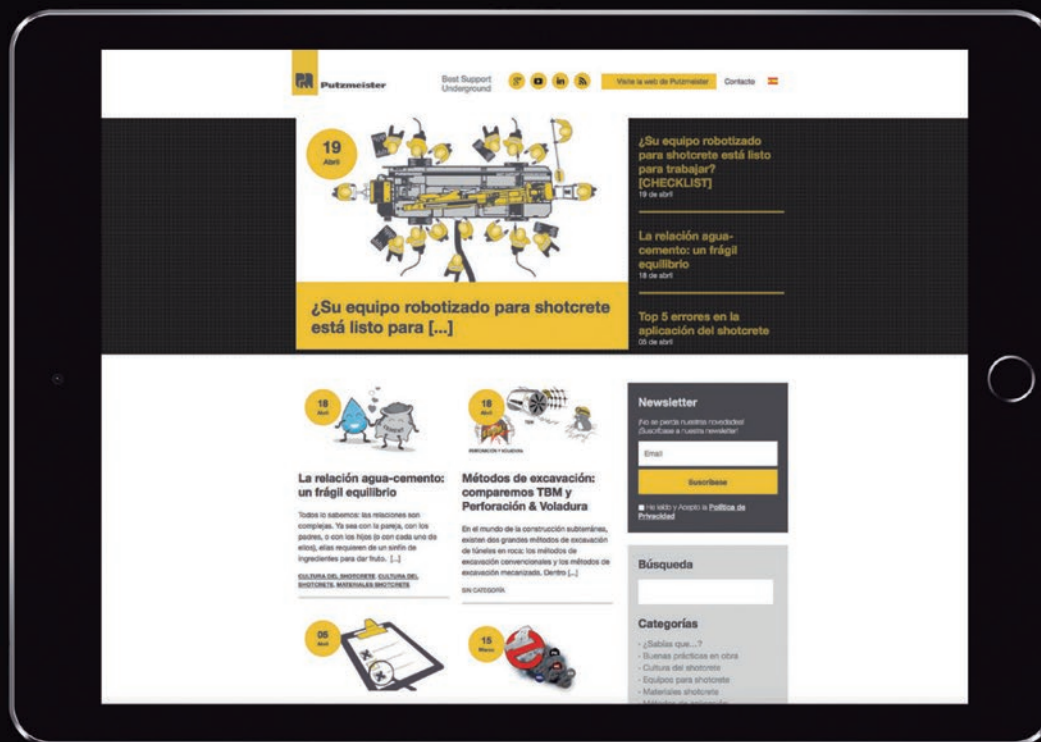 Putzmeister
Best Support
Underground
Visite la web de Putzmeister
Contacto
19
Abril
¿Su equipo robotizado para shotcrete
está listo para [...]
¿Su equipo robotizado
para shotcrete está listo
para trabajar?
[CHECKLIST]
19 de abril
La relación agua-
cemento: un frágil
equilibrio
18 de abril
Top 5 errores en la
aplicación del shotcrete
05 de abril
18
Abril
CEMENT
La relación agua-cemento:
un frágil equilibrio
Todos lo sabemos: las relaciones son
complejas. Ya sea con la pareja, con los
padres, o con los hijos (o con cada uno de
ellos), ellas requieren de un sinfín de
ingredientes para dar fruto. [...]
CULTURA DEL SHOTCRETE, CULTURA DEL
SHOTCRETE, MATERIALES SHOTCRETE
18
Abril
TBM
PERFORACIÓN Y VOLADURA
Métodos de excavación:
comparemos TBM y
Perforación & Voladura
En el mundo de la construcción subterránea,
existen dos grandes métodos de excavación
de túneles en roca: los métodos de
excavación convencionales y los métodos de
excavación mecanizada. Dentro [...]
SIN CATEGORÍA
Newsletter
¡No se pierda nuestras novedades!
¡Suscríbase a nuestra newsletter!
Email
Suscríbase
He leído y Acepto la Política de
Privacidad
Búsqueda
Categorías
- ¿Sabías que...?
- Buenas prácticas en obra
- Cultura del shotcrete
- Equipos para shotcrete
- Materiales shotcrete
- Métodos de aplicación
05
Abril
15
Marzo